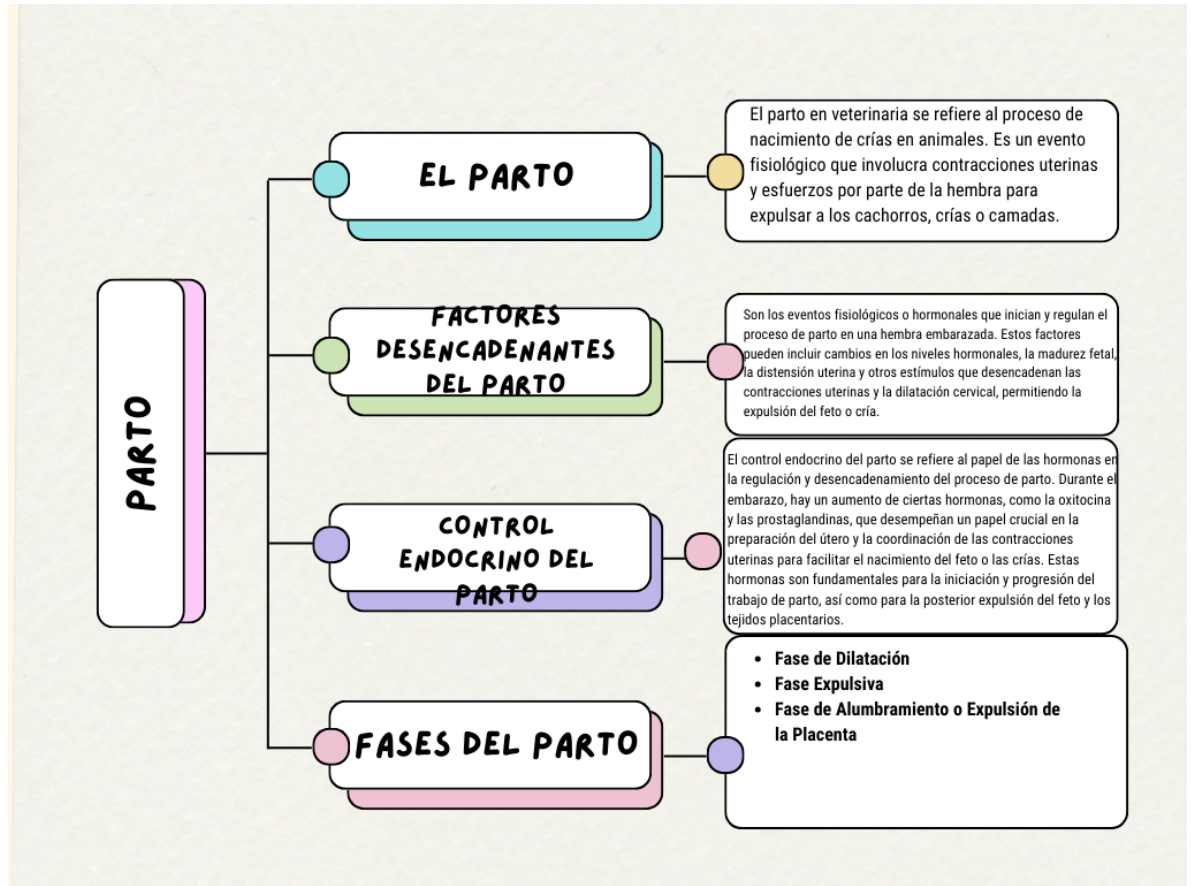 PARTO
EL PARTO
El parto en veterinaria se refiere al proceso de
nacimiento de crías en animales. Es un evento
fisiológico que involucra contracciones uterinas
y esfuerzos por parte de la hembra para
expulsar a los cachorros, crías o camadas.
FACTORES
DESENCADENANTES
DEL PARTO
Son los eventos fisiológicos o hormonales que inician y regulan el
proceso de parto en una hembra embarazada. Estos factores
pueden incluir cambios en los niveles hormonales, la madurez fetal,
la distensión uterina y otros estímulos que desencadenan las
contracciones uterinas y la dilatación cervical, permitiendo la
expulsión del feto o cría.
CONTROL
ENDOCRINO DEL
PARTO
El control endocrino del parto se refiere al papel de las hormonas en
la regulación y desencadenamiento del proceso de parto. Durante el
embarazo, hay un aumento de ciertas hormonas, como la oxitocina
y las prostaglandinas, que desempeñan un papel crucial en la
preparación del útero y la coordinación de las contracciones
uterinas para facilitar el nacimiento del feto o las crías. Estas
hormonas son fundamentales para la iniciación y progresión del
trabajo de parto, así como para la posterior expulsión del feto y los
tejidos placentarios.
FASES DEL PARTO
• Fase de Dilatación
• Fase Expulsiva
• Fase de Alumbramiento o Expulsión de
la Placenta